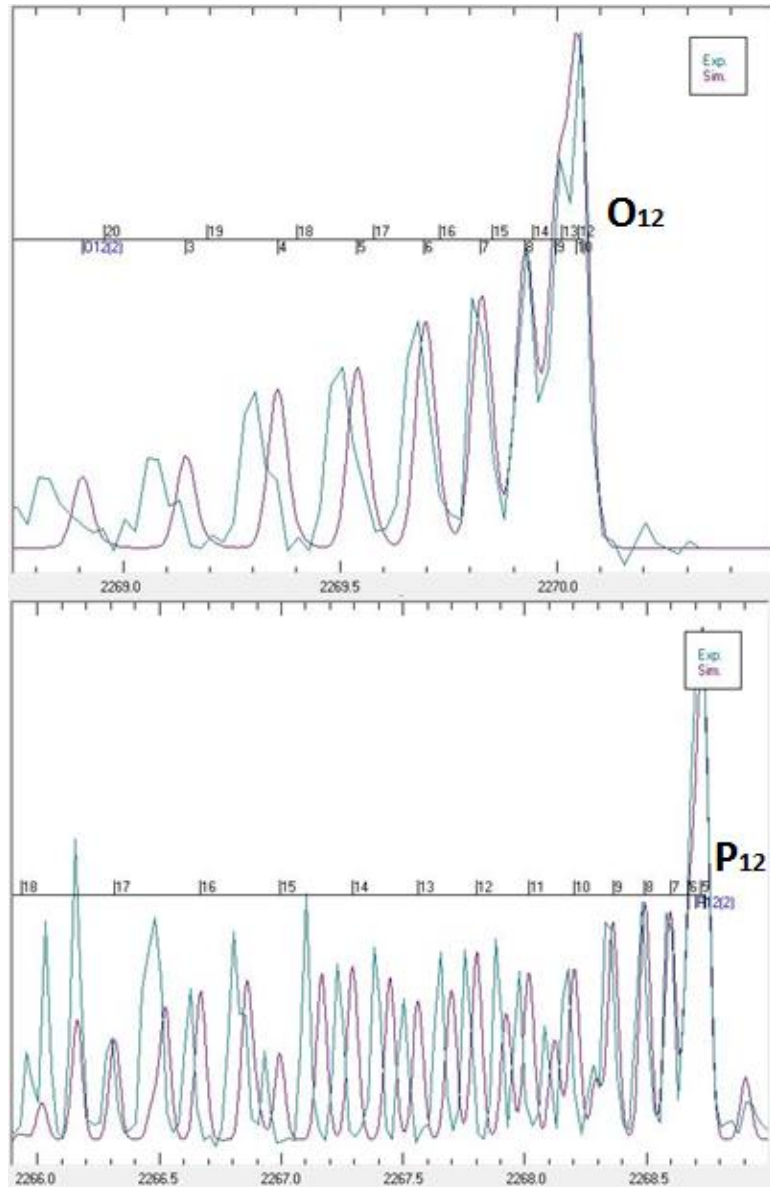 Exp.
Sim.
O₁₂
20 19 18 17 16 15 14 13 12
O12(2) 3 4 5 6 7 8 9 10
2269.0 2269.5 2270.0
Exp.
Sim.
P₁₂
18 17 16 15 14 13 12 11 10 9 8 7 6 5
P12(2)
2266.0 2266.5 2267.0 2267.5 2268.0 2268.5